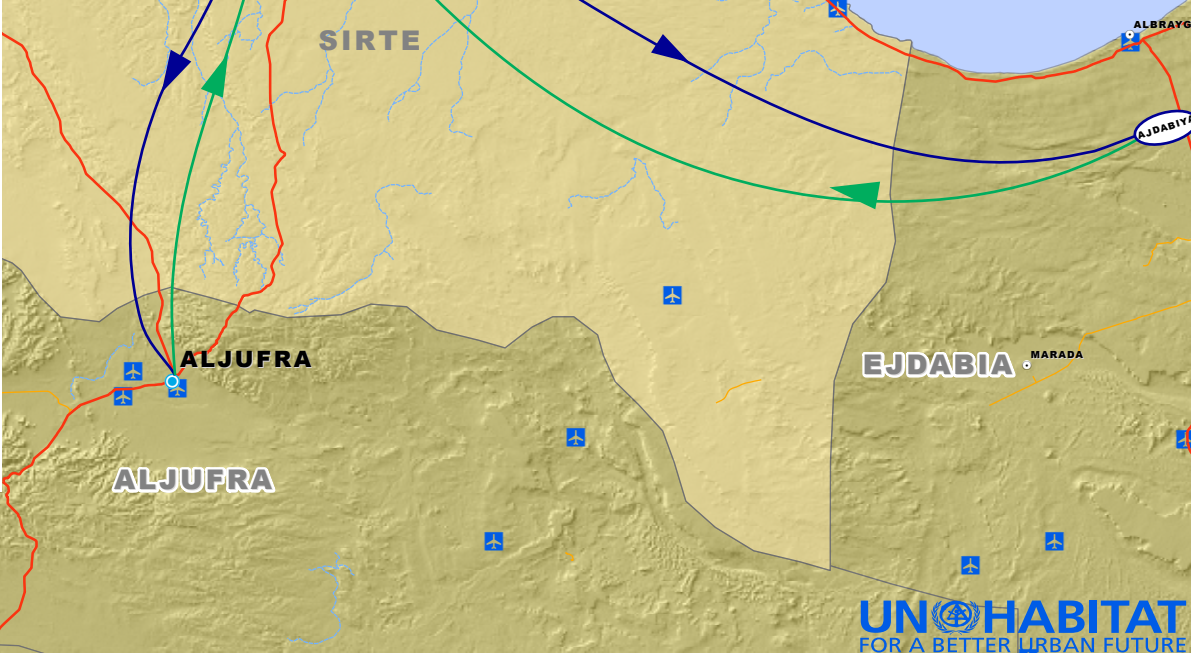 ALBRAYG
SIRTE
AJDABIYA
ALJUFRA
EJDABIA
MARADA
ALJUFRA
UN HABITAT
FOR A BETTER URBAN FUTURE